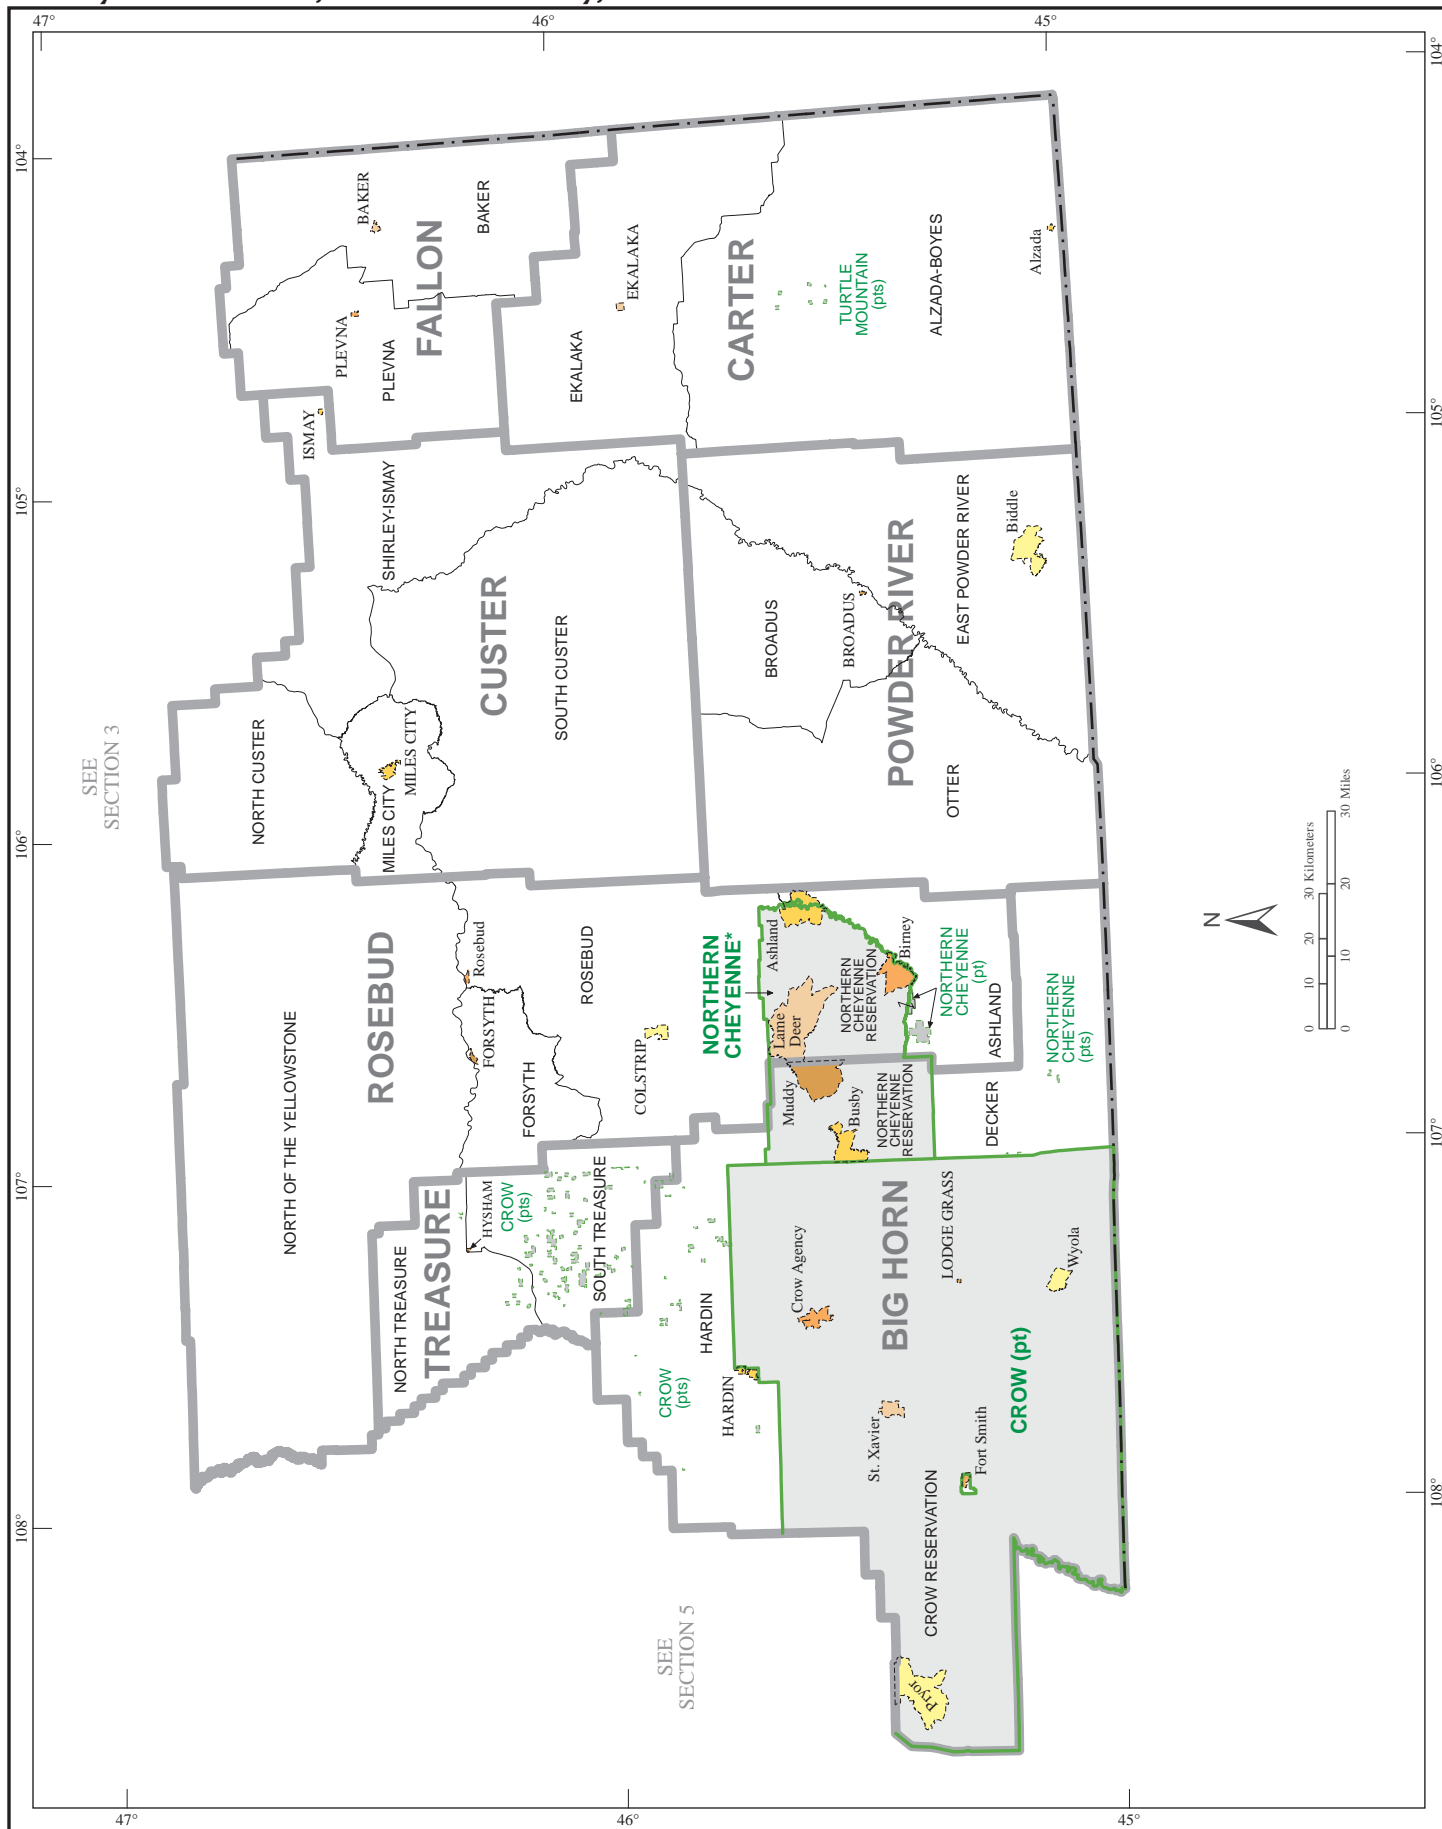 47°
46°
45°
104°
104°
105°
105°
106°
106°
107°
107°
108°
108°
47°
46°
45°
SEE
SECTION 3
SEE
SECTION 5
FALLON
BAKER
BAKER
PLEVNA
PLEVNA
CARTER
EKALAKA
EKALAKA
ALZADA-BOYES
Alzada
TURTLE
MOUNTAIN
(pts)
CUSTER
ISMAY
SHIRLEY-ISMAY
NORTH CUSTER
MILES CITY
MILES CITY
SOUTH CUSTER
POWDER RIVER
BROADUS
BROADUS
EAST POWDER RIVER
Biddle
OTTER
ROSEBUD
NORTH OF THE YELLOWSTONE
Rosebud
FORSYTH
FORSYTH
ROSEBUD
COLSTRIP
NORTHERN
CHEYENNE*
Ashland
Lame
Deer
NORTHERN
CHEYENNE
RESERVATION
Birney
NORTHERN
CHEYENNE
(pt)
ASHLAND
TREASURE
NORTH TREASURE
HYSHAM
CROW
(pts)
SOUTH TREASURE
BIG HORN
Muddy
Busby
NORTHERN
CHEYENNE
RESERVATION
DECKER
NORTHERN
CHEYENNE
(pts)
HARDIN
HARDIN
CROW
(pts)
Crow Agency
LODGE GRASS
Wyola
St. Xavier
Fort Smith
CROW (pt)
CROW RESERVATION
Pryor
N
0 10 20 30 Kilometers
0 10 20 30 Miles